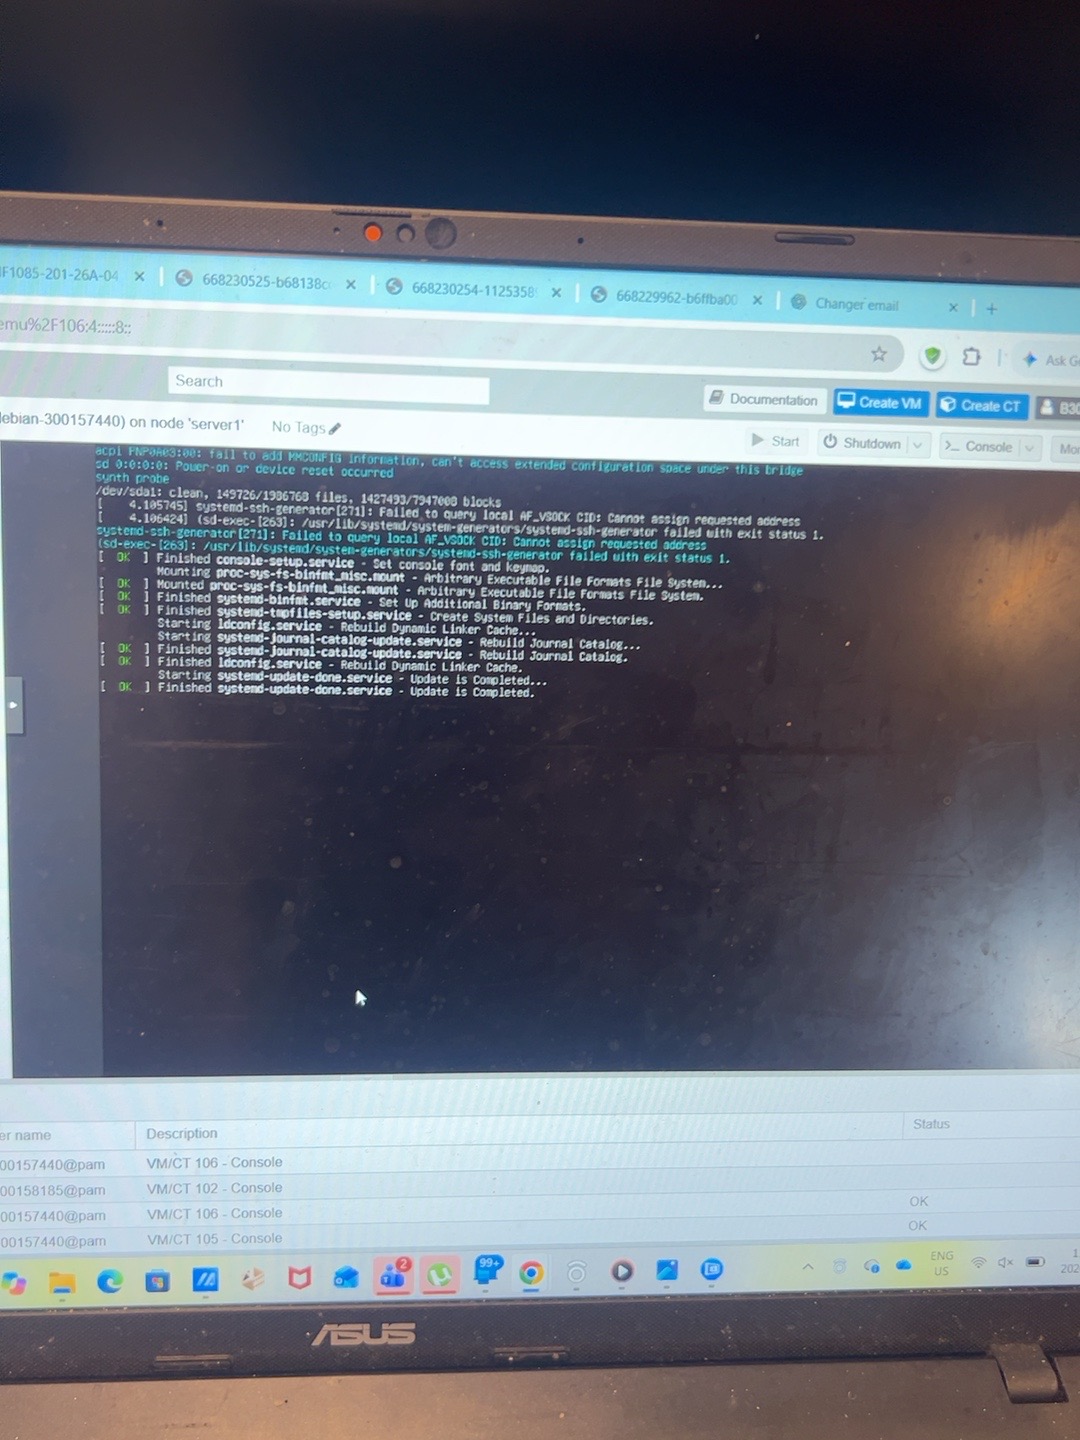 IF1085-201-26A-04
668230525-b68138c
668230254-1125358
668229962-b6ffba00
Changer email
emu%2F106:4:::::8::
Ask
Search
Documentation
Create VM
Create CT
ebian-300157440) on node 'server1'
No Tags
Start
Shutdown
Console
acpi PNP0A03:00: fail to add MMCONFIG information, can't access extended configuration space under this bridge
sd 0:0:0:0: Power-on or device reset occurred
synth probe
/dev/sda1: clean, 149726/1986768 files, 1427493/7947008 blocks
[ 4.105745] systemd-ssh-generator[271]: Failed to query local AF_VSOCK CID: Cannot assign requested address
[ 4.106424] (sd-exec-[263]: /usr/lib/systemd/system-generators/systemd-ssh-generator failed with exit status 1.
systemd-ssh-generator[271]: Failed to query local AF_VSOCK CID: Cannot assign requested address
(sd-exec-[263]: /usr/lib/systemd/system-generators/systemd-ssh-generator failed with exit status 1.
[ OK ] Finished console-setup.service - Set console font and keymap.
Mounting proc-sys-fs-binfmt_misc.mount - Arbitrary Executable File Formats File System...
[ OK ] Mounted proc-sys-fs-binfmt_misc.mount - Arbitrary Executable File Formats File System.
[ OK ] Finished systemd-binfmt.service - Set Up Additional Binary Formats.
[ OK ] Finished systemd-tmpfiles-setup.service - Create System Files and Directories.
Starting ldconfig.service - Rebuild Dynamic Linker Cache...
Starting systemd-journal-catalog-update.service - Rebuild Journal Catalog...
[ OK ] Finished systemd-journal-catalog-update.service - Rebuild Journal Catalog.
[ OK ] Finished ldconfig.service - Rebuild Dynamic Linker Cache.
Starting systemd-update-done.service - Update is Completed...
[ OK ] Finished systemd-update-done.service - Update is Completed.
er name Description Status
00157440@pam VM/CT 106 - Console
00158185@pam VM/CT 102 - Console OK
00157440@pam VM/CT 106 - Console OK
00157440@pam VM/CT 105 - Console
2
99+
ENG
US
ASUS